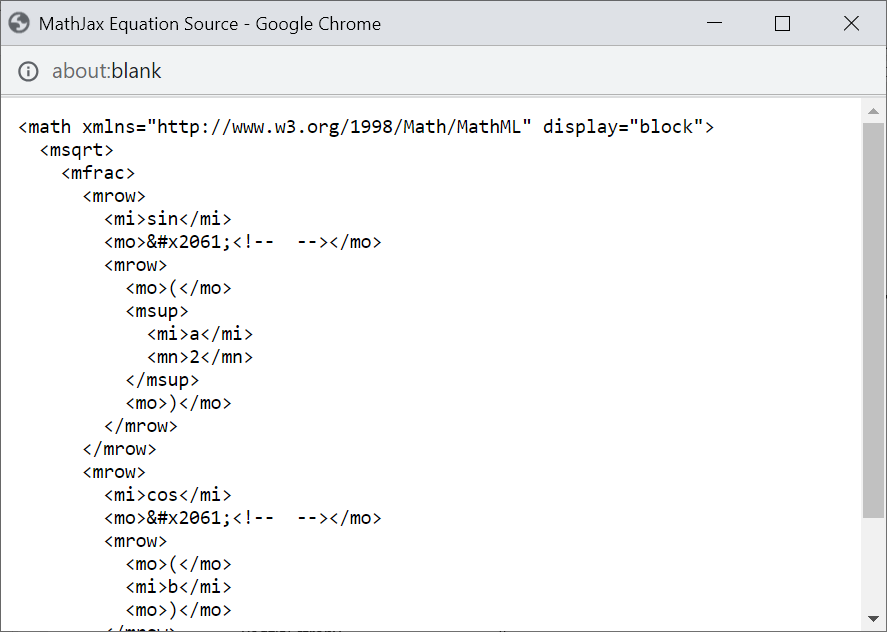 MathJax Equation Source - Google Chrome
about:blank
<math xmlns="http://www.w3.org/1998/Math/MathML" display="block">
  <msqrt>
    <mfrac>
      <mrow>
        <mi>sin</mi>
        <mo>&#x2061;<!--  --></mo>
        <mrow>
          <mo>(</mo>
          <msup>
            <mi>a</mi>
            <mn>2</mn>
          </msup>
          <mo>)</mo>
        </mrow>
      </mrow>
      <mrow>
        <mi>cos</mi>
        <mo>&#x2061;<!--  --></mo>
        <mrow>
          <mo>(</mo>
          <mi>b</mi>
          <mo>)</mo>